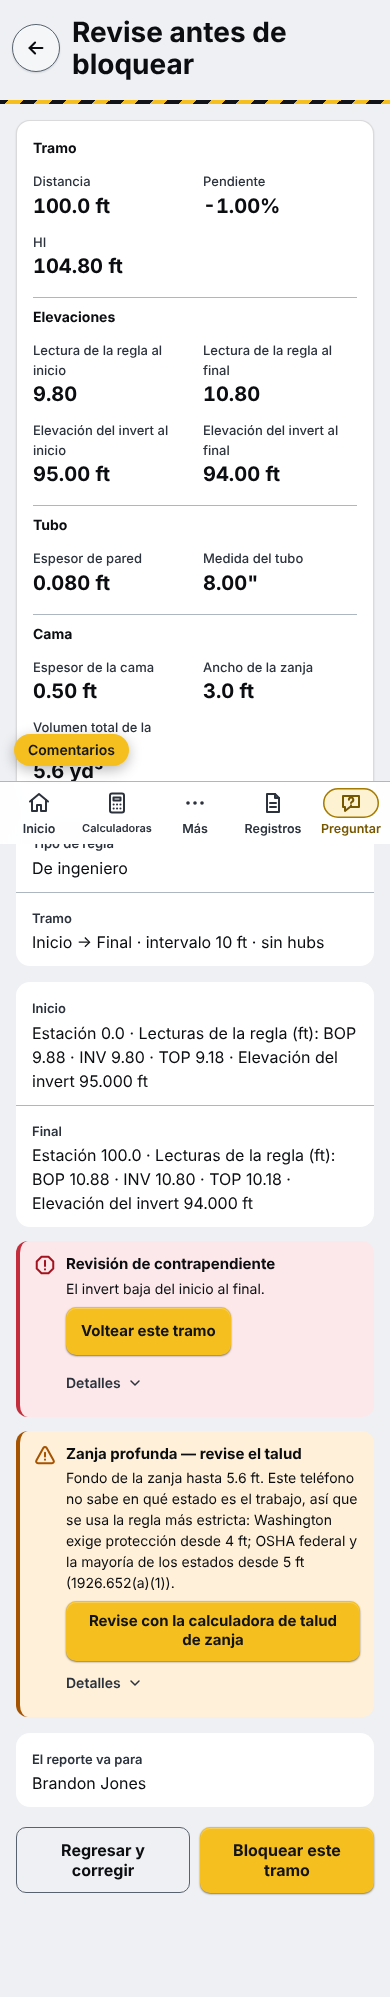 Revise antes de
bloquear
Tramo
Distancia
Pendiente
100.0 ft
-1.00%
HI
104.80 ft
Elevaciones
Lectura de la regla al
inicio
Lectura de la regla al
final
9.80
10.80
Elevación del invert al
inicio
Elevación del invert al
final
95.00 ft
94.00 ft
Tubo
Espesor de pared
Medida del tubo
0.080 ft
8.00"
Cama
Espesor de la cama
Ancho de la zanja
0.50 ft
3.0 ft
Volumen total de la
Comentarios
5.6 yd³
Inicio
Calculadoras
Más
Registros
Preguntar
Tipo de regla
De ingeniero
Tramo
Inicio → Final · intervalo 10 ft · sin hubs
Inicio
Estación 0.0 · Lecturas de la regla (ft): BOP
9.88 · INV 9.80 · TOP 9.18 · Elevación del
invert 95.000 ft
Final
Estación 100.0 · Lecturas de la regla (ft):
BOP 10.88 · INV 10.80 · TOP 10.18 ·
Elevación del invert 94.000 ft
Revisión de contrapendiente
El invert baja del inicio al final.
Voltear este tramo
Detalles
Zanja profunda — revise el talud
Fondo de la zanja hasta 5.6 ft. Este teléfono
no sabe en qué estado es el trabajo, así que
se usa la regla más estricta: Washington
exige protección desde 4 ft; OSHA federal y
la mayoría de los estados desde 5 ft
(1926.652(a)(1)).
Revise con la calculadora de talud
de zanja
Detalles
El reporte va para
Brandon Jones
Regresar y
corregir
Bloquear este
tramo